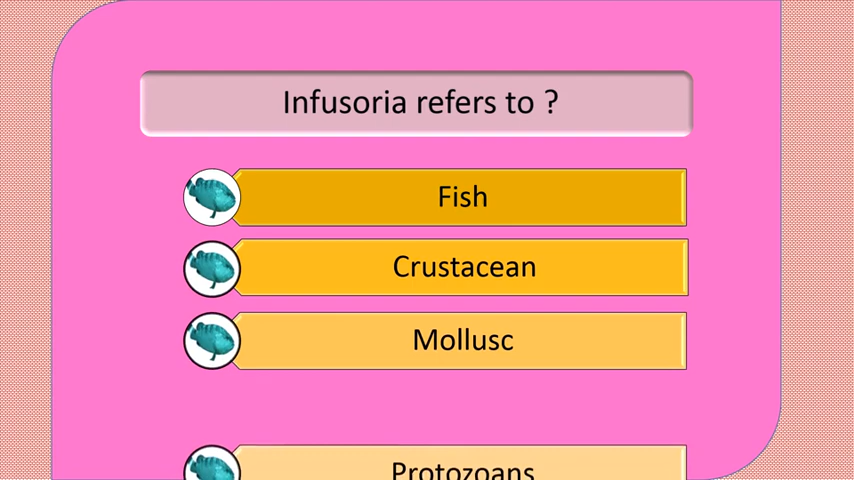 Infusoria refers to ?
Fish
Crustacean
Mollusc
Protozoans